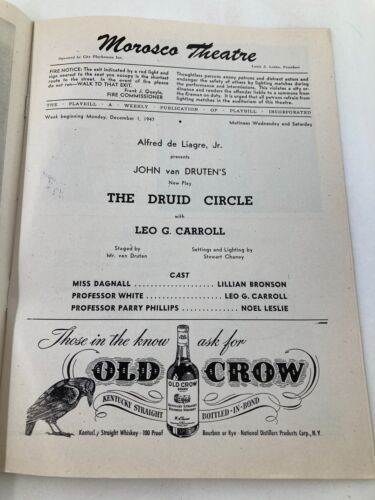 Morosco Theatre
Operated by City Playhouses Inc.
Louis A. Lotito, President
FIRE NOTICE: The exit indicated by a red light and
sign nearest to the seat you occupy is the shortest
route to the street. In the event of fire please
do not run—WALK TO THAT EXIT.
Frank J. Quayle,
FIRE COMMISSIONER
Thoughtless persons annoy patrons and distract actors and
endanger the safety of others by lighting matches during
the performance and intermissions. This violates a city or-
dinance and renders the offender liable to a summons from
the fireman on duty. It is urged that all patrons refrain from
lighting matches in the auditorium of this theatre.
THE · PLAYBILL · A · WEEKLY · PUBLICATION · OF · PLAYBILL · INCORPORATED
Week beginning Monday, December 1, 1947
Matinees Wednesday and Saturday
Alfred de Liagre, Jr.
presents
JOHN van DRUTEN'S
New Play
THE DRUID CIRCLE
with
LEO G. CARROLL
Staged by
Mr. van Druten
Settings and Lighting by
Stewart Chaney
CAST
MISS DAGNALL .................. LILLIAN BRONSON
PROFESSOR WHITE .................. LEO G. CARROLL
PROFESSOR PARRY PHILLIPS .............. NOEL LESLIE
Those in the know ask for
OLD CROW
OLD CROW
KENTUCKY STRAIGHT
BOTTLED-IN-BOND
Kentucky Straight Whiskey · 100 Proof
Bourbon or Rye · National Distillers Products Corp., N.Y.